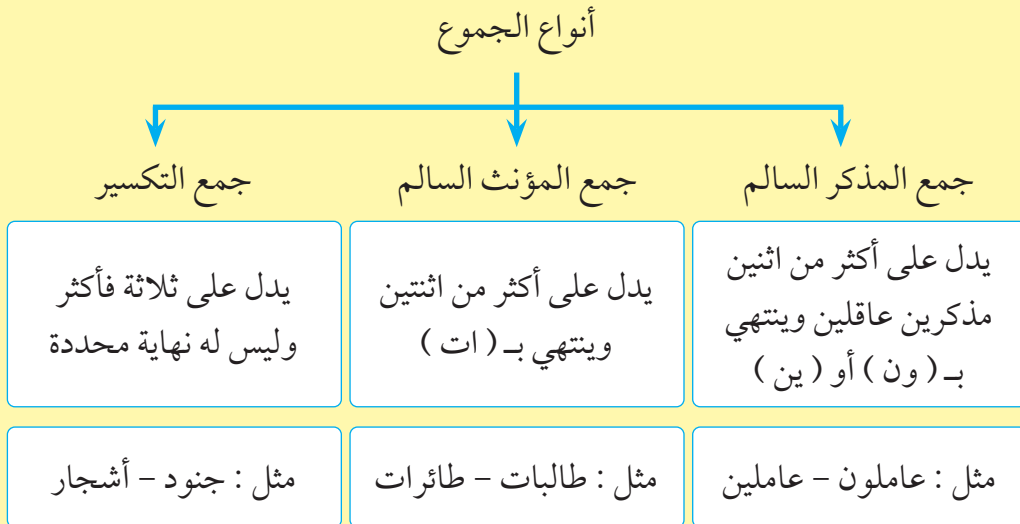 أنواع الجموع
جمع المذكر السالم
يدل على أكثر من اثنين
مذكرين عاقلين وينتهي
بـ ( ون ) أو ( ين )
مثل : عاملون – عاملين
جمع المؤنث السالم
يدل على أكثر من اثنتين
وينتهي بـ ( ات )
مثل : طالبات – طائرات
جمع التكسير
يدل على ثلاثة فأكثر
وليس له نهاية محددة
مثل : جنود – أشجار